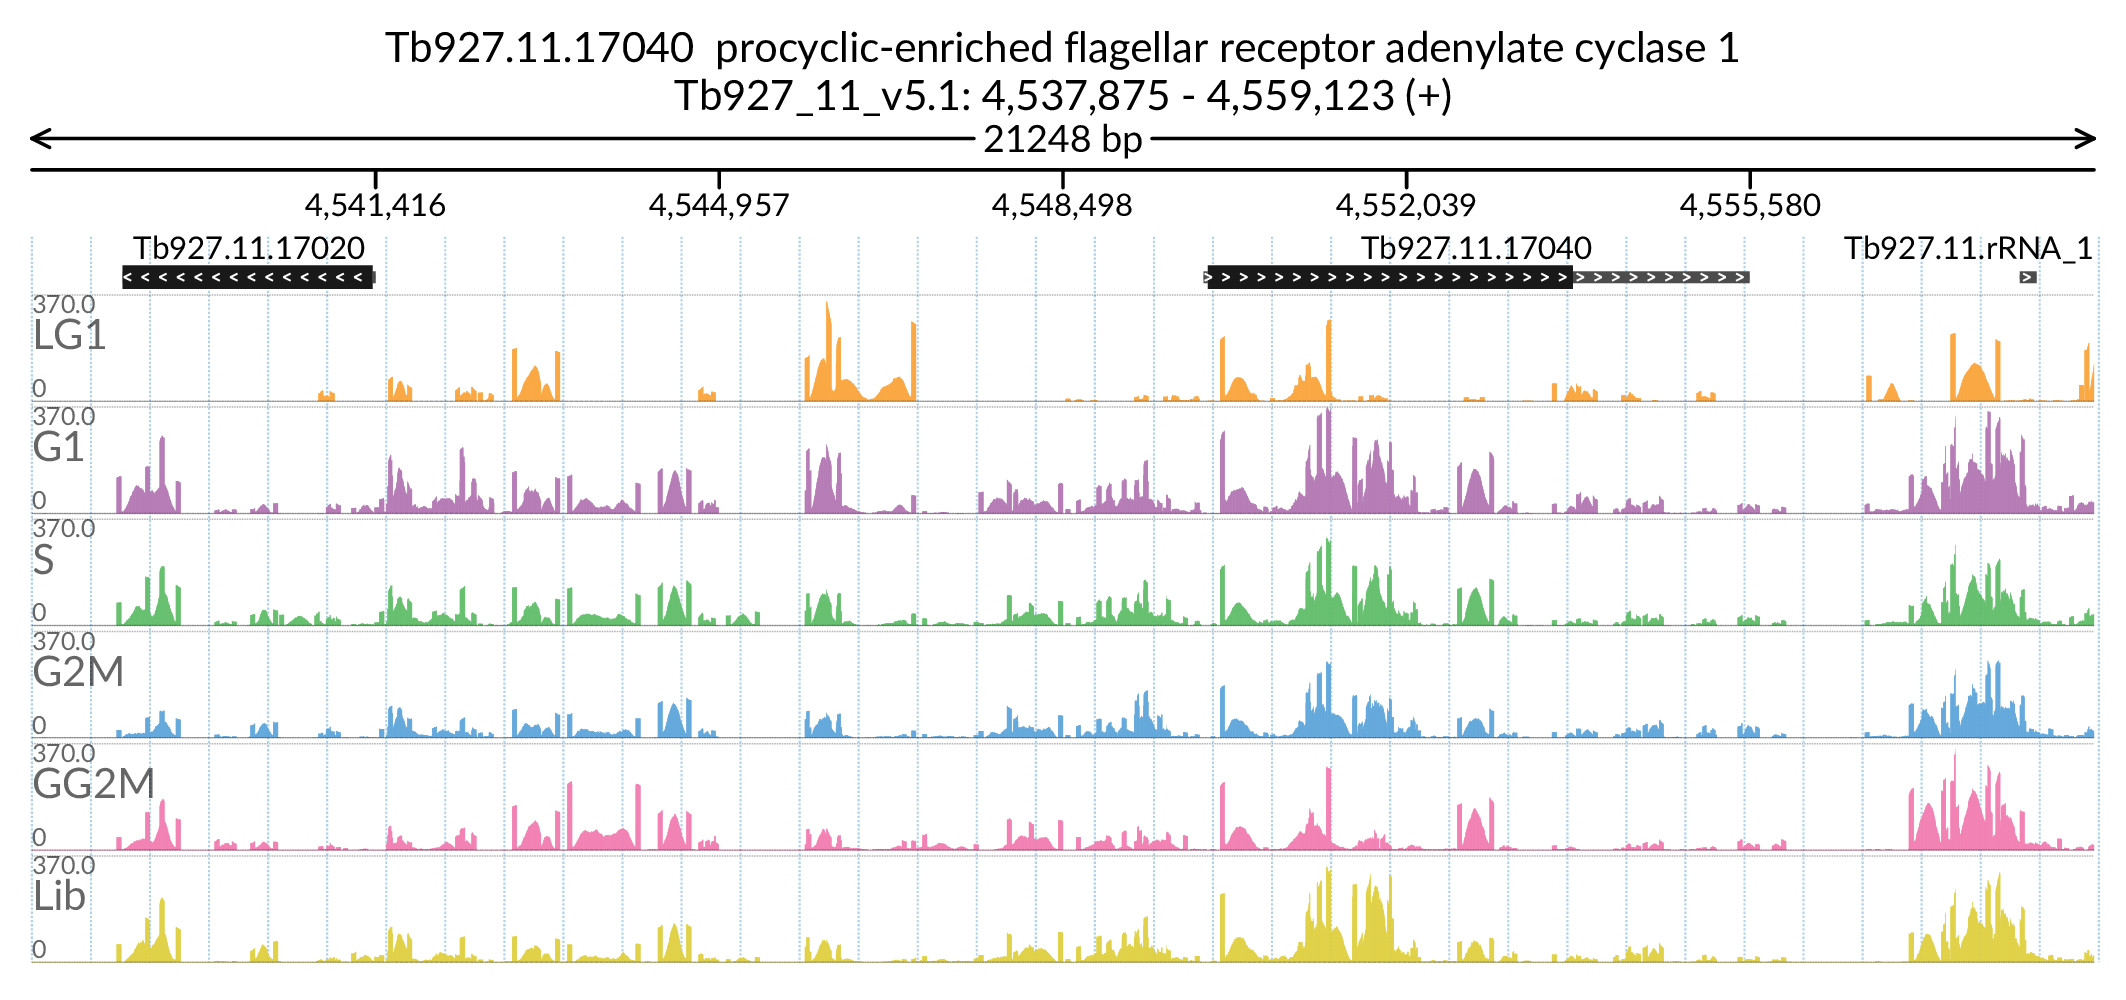 Tb927.11.17040 procyclic-enriched flagellar receptor adenylate cyclase 1
Tb927_11_v5.1: 4,537,875 - 4,559,123 (+)
21248 bp
4,541,416 4,544,957 4,548,498 4,552,039 4,555,580
Tb927.11.17020 Tb927.11.17040 Tb927.11.rRNA_1
370.0
LG1
0
370.0
G1
0
370.0
S
0
370.0
G2M
0
370.0
GG2M
0
370.0
Lib
0